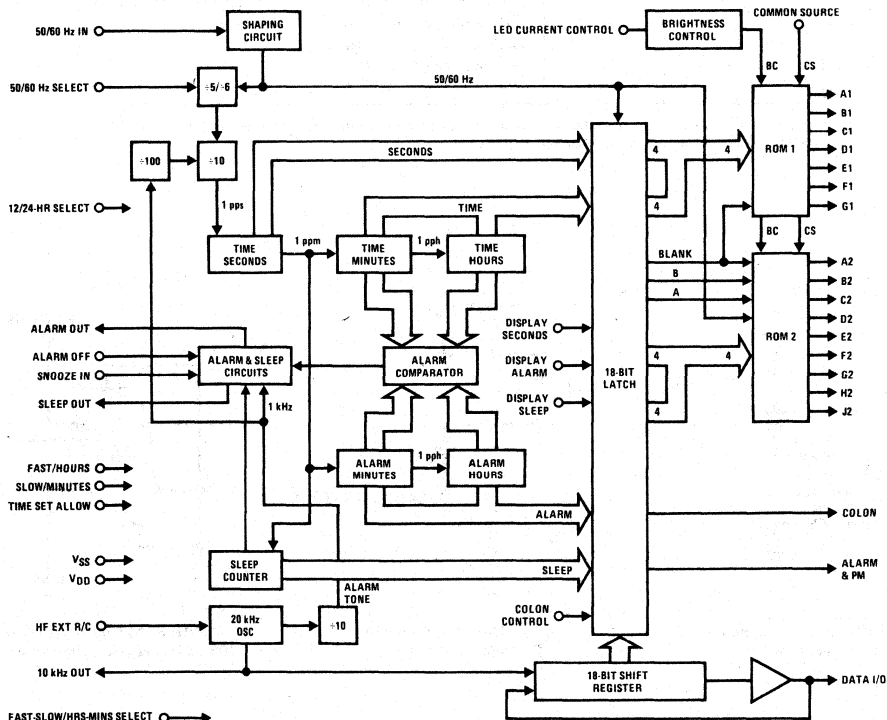 50/60 Hz IN
SHAPING
CIRCUIT
LED CURRENT CONTROL
BRIGHTNESS
CONTROL
COMMON SOURCE
BC
CS
50/60 Hz SELECT
÷5/÷6
50/60 Hz
÷100
÷10
1 pps
SECONDS
12/24-HR SELECT
TIME
SECONDS
1 ppm
TIME
MINUTES
1 pph
TIME
HOURS
TIME
4
4
4
ROM 1
A1
B1
C1
D1
E1
F1
G1
BC
CS
BLANK
B
A
ROM 2
A2
B2
C2
D2
E2
F2
G2
H2
J2
4
4
4
ALARM OUT
ALARM OFF
SNOOZE IN
SLEEP OUT
ALARM & SLEEP
CIRCUITS
1 kHz
ALARM
COMPARATOR
DISPLAY
SECONDS
DISPLAY
ALARM
DISPLAY
SLEEP
18-BIT
LATCH
FAST/HOURS
SLOW/MINUTES
TIME SET ALLOW
ALARM
MINUTES
1 pph
ALARM
HOURS
ALARM
COLON
VSS
VDD
SLEEP
COUNTER
SLEEP
ALARM
& PM
ALARM
TONE
HF EXT R/C
20 kHz
OSC
÷10
COLON
CONTROL
10 kHz OUT
18-BIT SHIFT
REGISTER
DATA I/O
FAST-SLOW/HRS-MINS SELECT